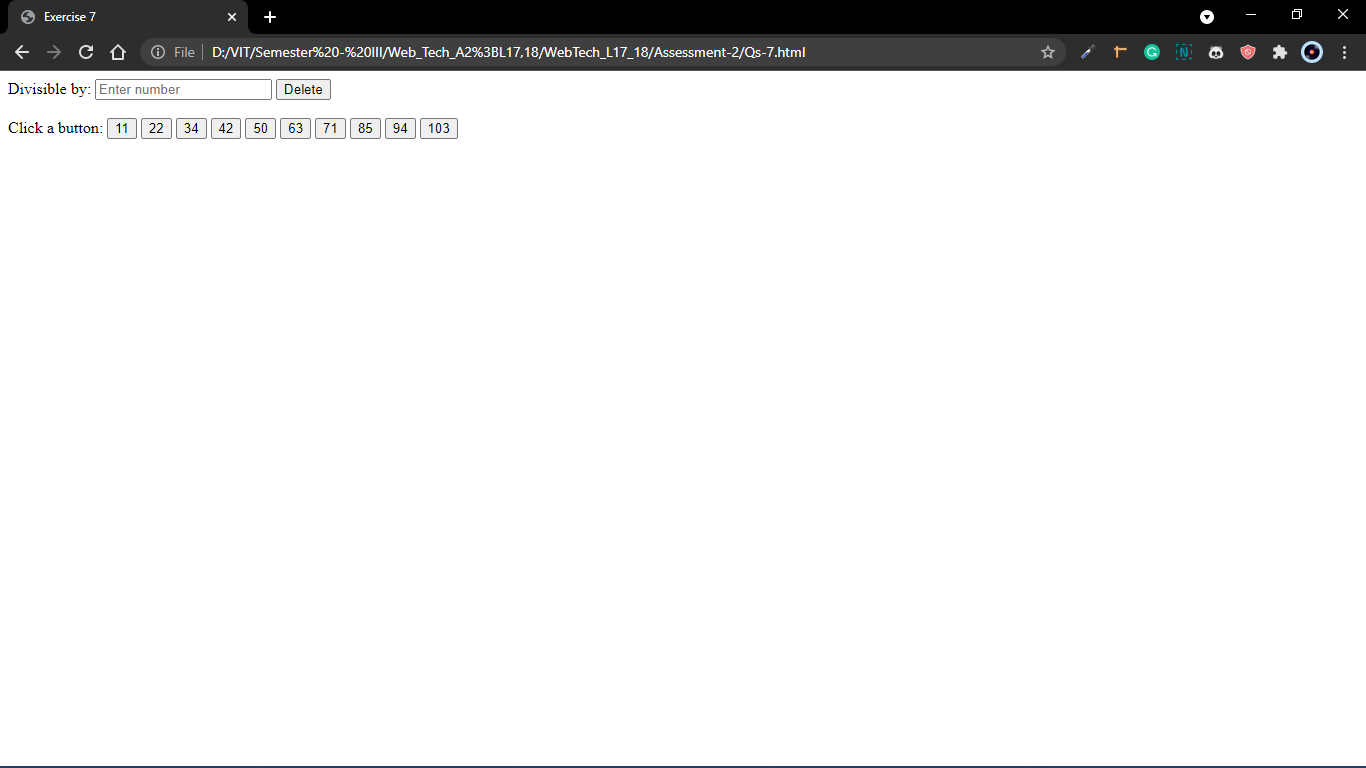 Exercise 7
File D:/VIT/Semester%20-%20III/Web_Tech_A2%3BL17,18/WebTech_L17_18/Assessment-2/Qs-7.html
Divisible by: Enter number Delete
Click a button: 11 22 34 42 50 63 71 85 94 103